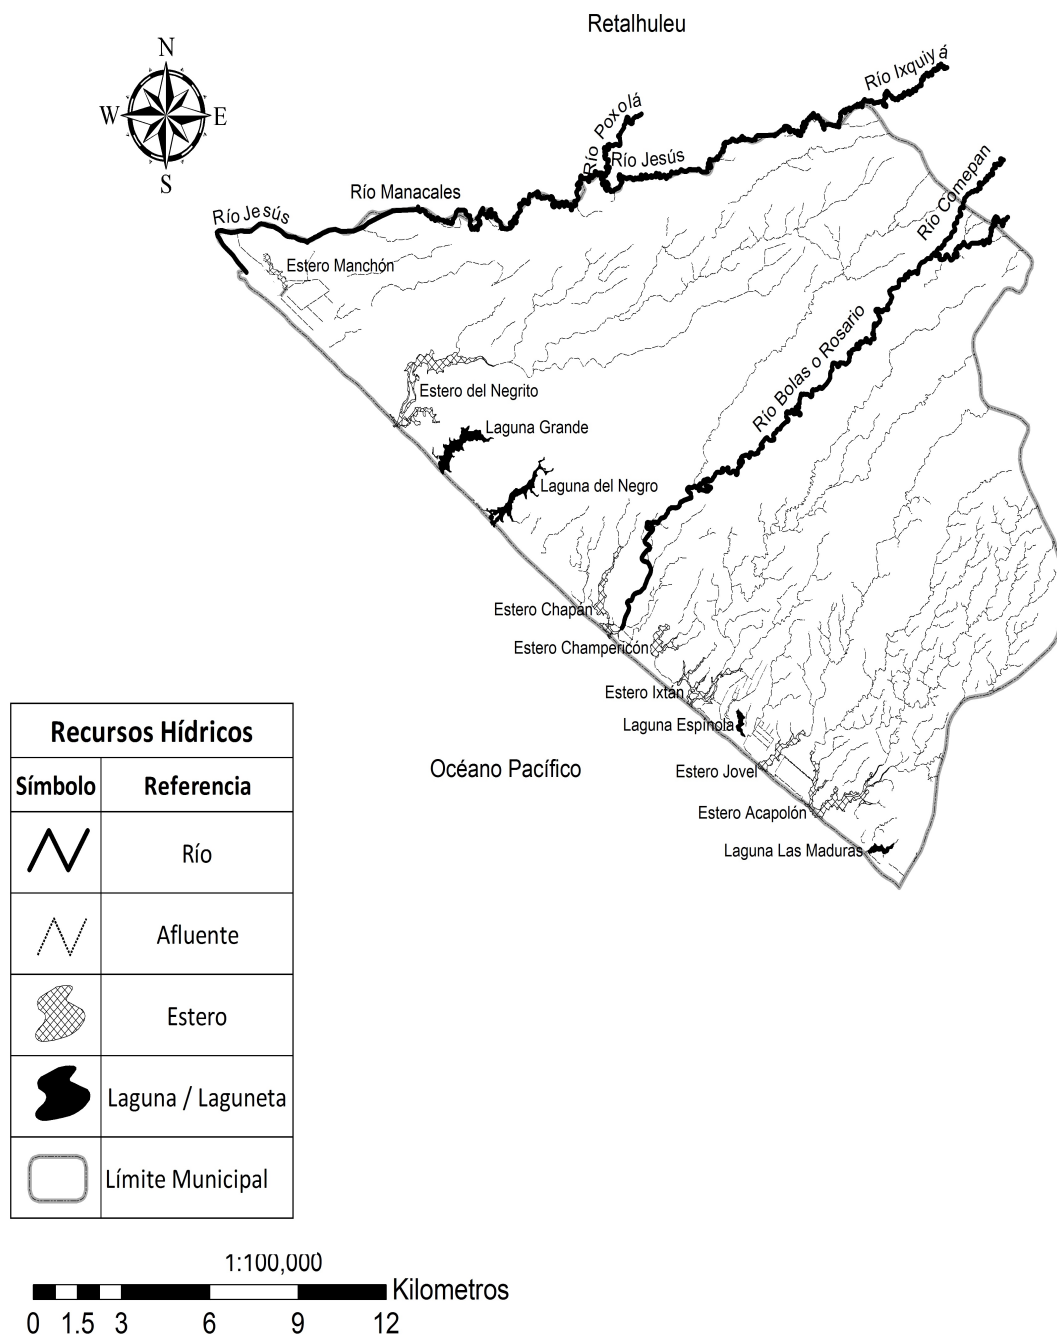 Retalhuleu
N
W
E
S
Río Ixquiyá
Río Poxolá
Río Jesús
Río Comepan
Río Manacales
Río Jesús
Estero Manchón
Río Bolas o Rosario
Estero del Negrito
Laguna Grande
Laguna del Negro
Estero Chapán
Estero Champericón
Estero Ixtán
Laguna Espínola
Océano Pacífico
Estero Jovel
Estero Acapolón
Laguna Las Maduras
Recursos Hídricos
Símbolo Referencia
Río
Afluente
Estero
Laguna / Laguneta
Límite Municipal
1:100,000
Kilometros
0 1.5 3 6 9 12